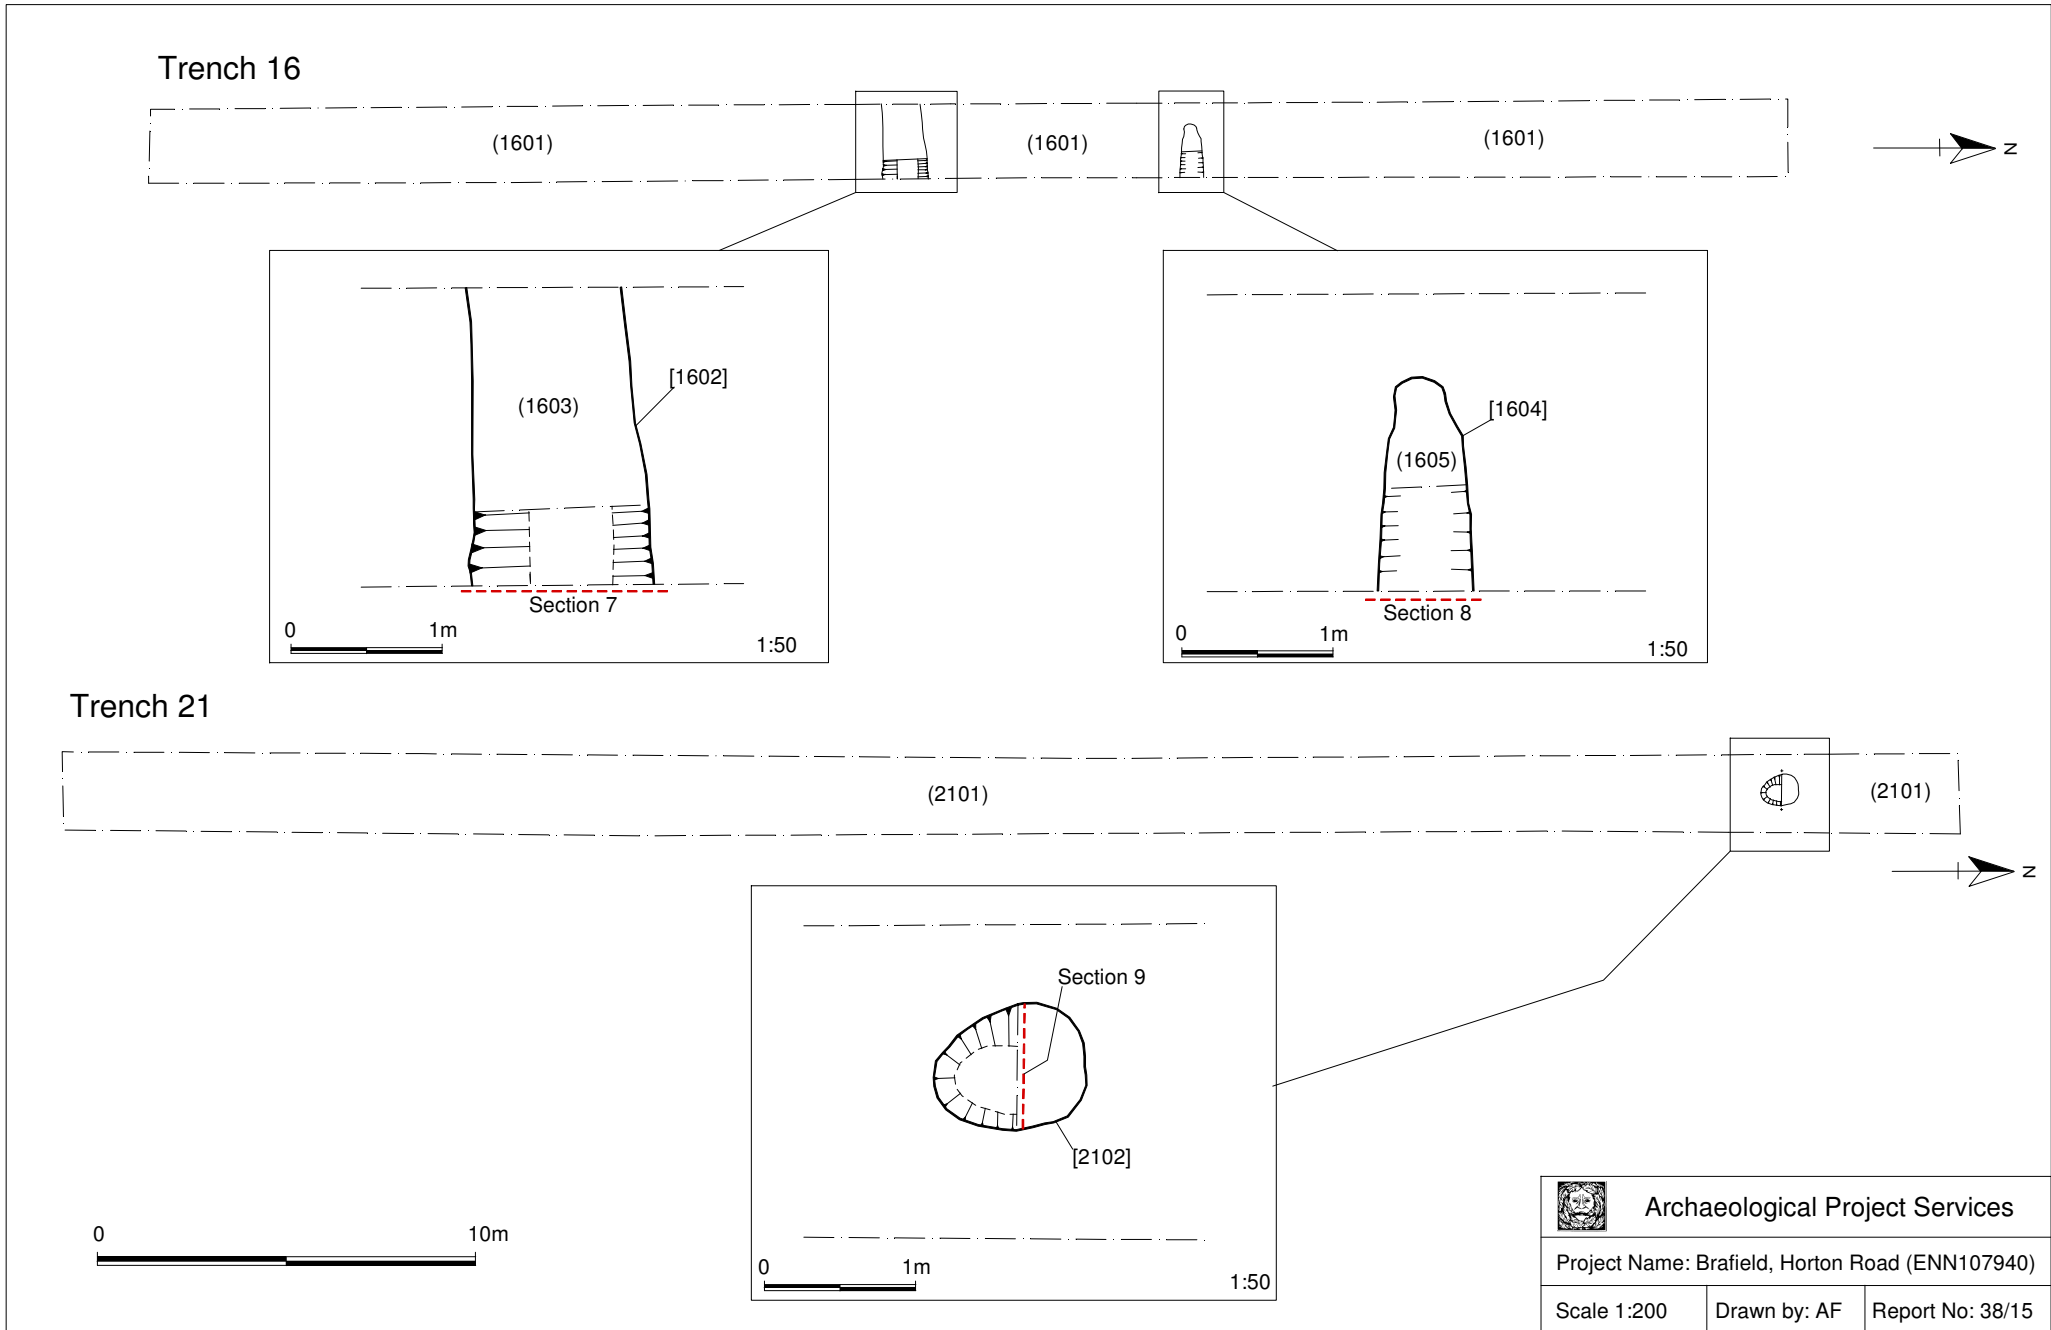 Trench 16
(1601)
(1601)
(1601)
N
[1602]
(1603)
Section 7
0 1m
1:50
[1604]
(1605)
Section 8
0 1m
1:50
Trench 21
(2101)
(2101)
N
Section 9
[2102]
0 1m
1:50
0 10m
Archaeological Project Services
Project Name: Brafield, Horton Road (ENN107940)
Scale 1:200
Drawn by: AF
Report No: 38/15